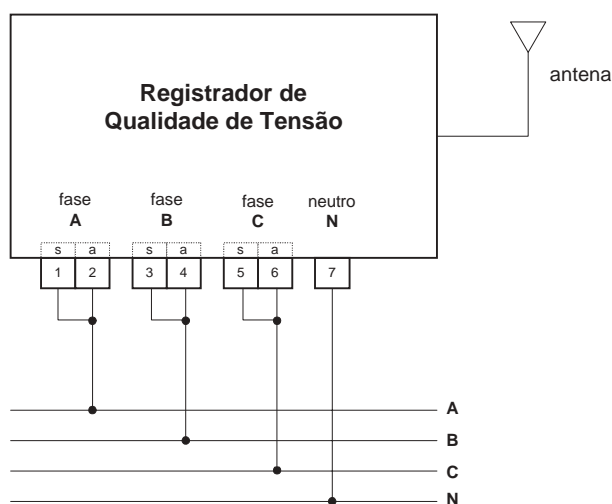 antena
Registrador de
Qualidade de Tensão
fase fase fase neutro
A B C N
s a s a s a
1 2 3 4 5 6 7
A
B
C
N